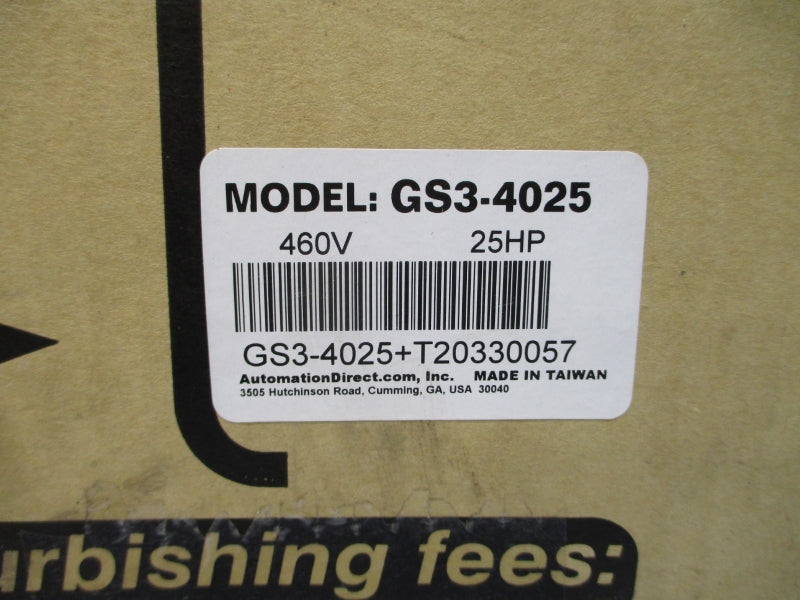 MODEL: GS3-4025
460V 25HP
GS3-4025+T20330057
AutomationDirect.com, Inc. MADE IN TAIWAN
3505 Hutchinson Road, Cumming, GA, USA 30040
fees: